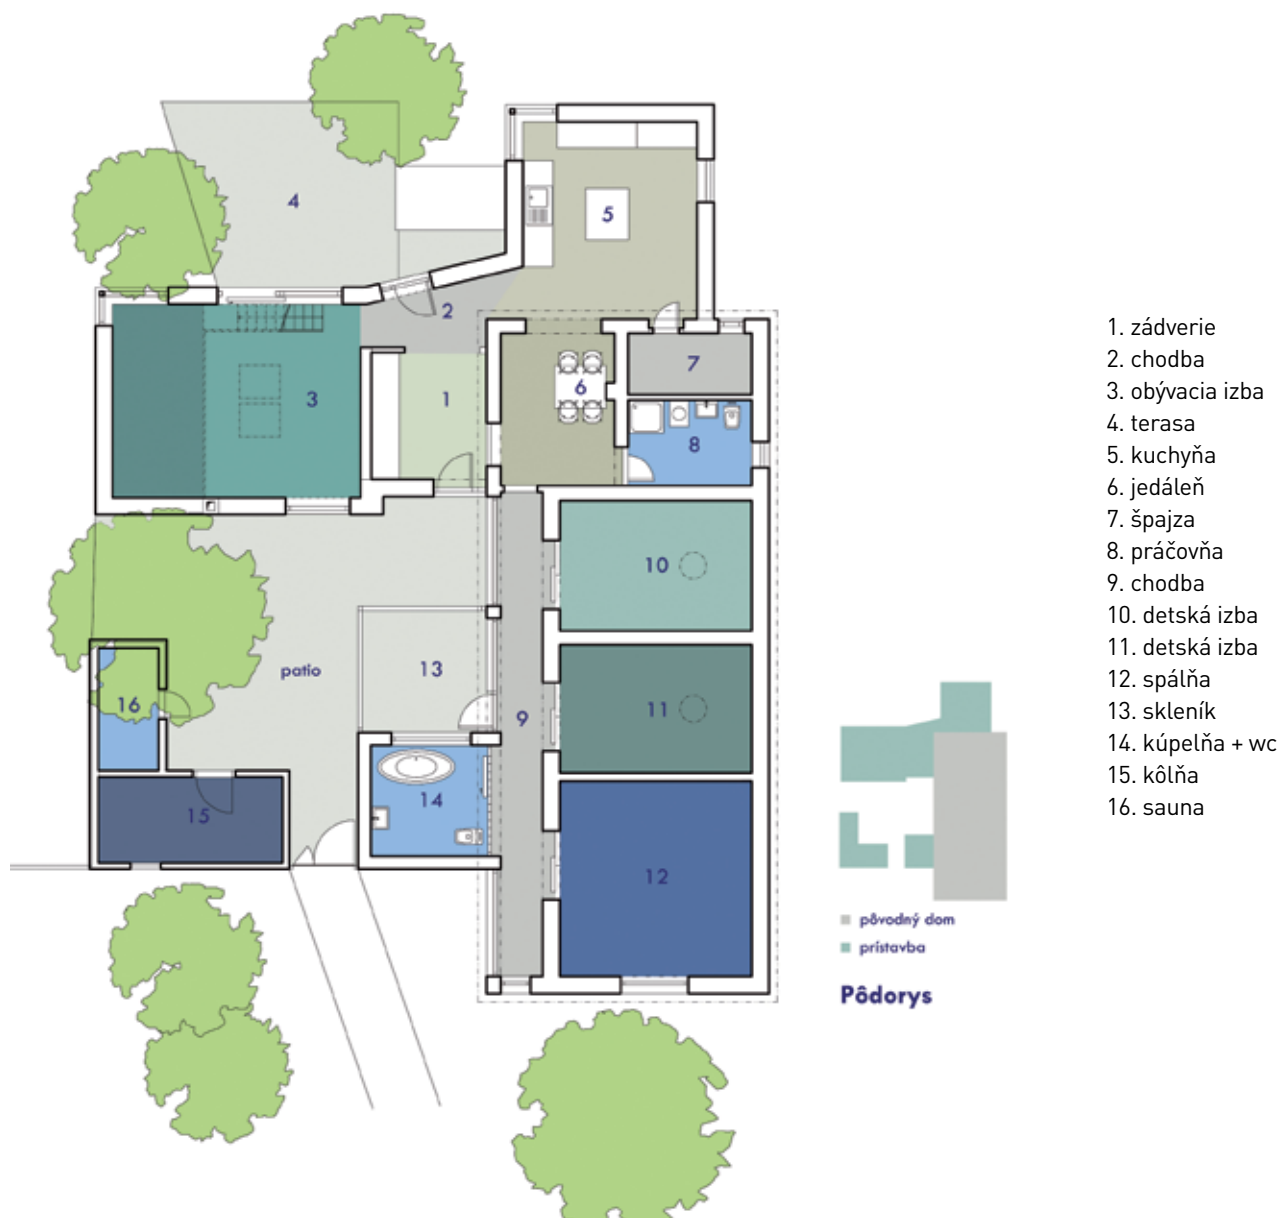 4
5
2
3
1
6
7
8
10
patio
13
16
9
11
15
14
12
1. zádverie
2. chodba
3. obývacia izba
4. terasa
5. kuchyňa
6. jedáleň
7. špajza
8. práčovňa
9. chodba
10. detská izba
11. detská izba
12. spálňa
13. skleník
14. kúpelňa + wc
15. kôlňa
16. sauna
pôvodný dom
prístavba
Pôdorys